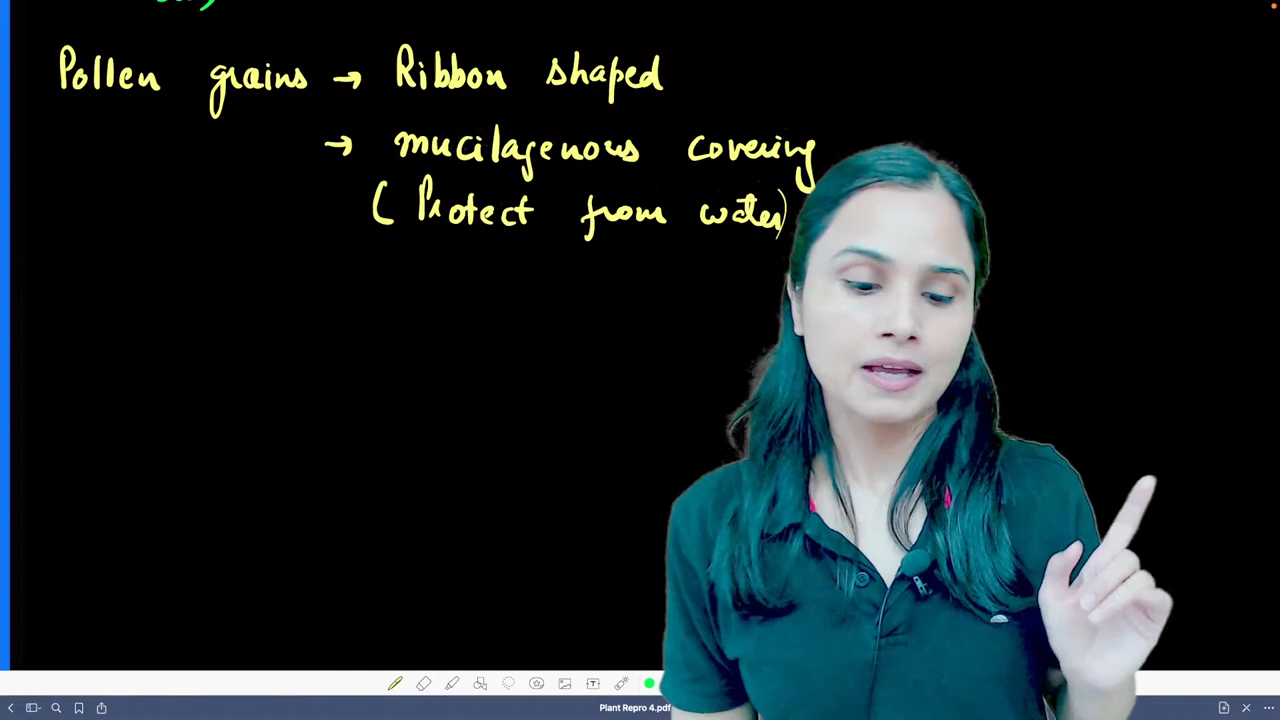 Pollen grains → Ribbon shaped
→ mucilagenous covering
( Protect from water)
Plant Repro 4.pdf